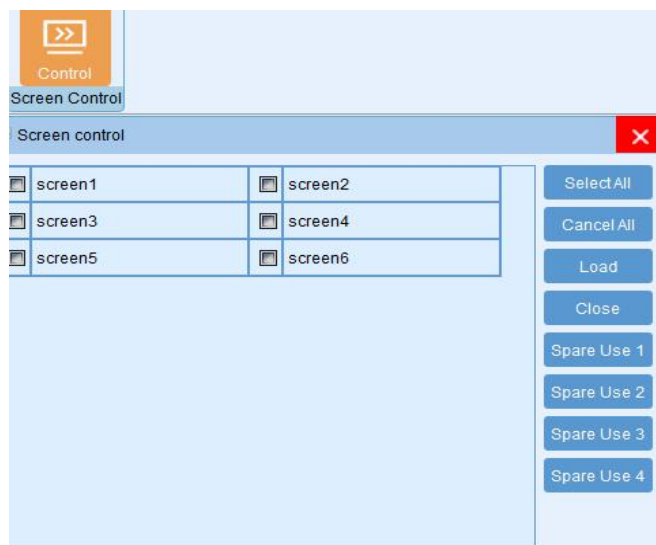 Control
Screen Control
Screen control
screen1
screen2
Select All
screen3
screen4
Cancel All
screen5
screen6
Load
Close
Spare Use 1
Spare Use 2
Spare Use 3
Spare Use 4